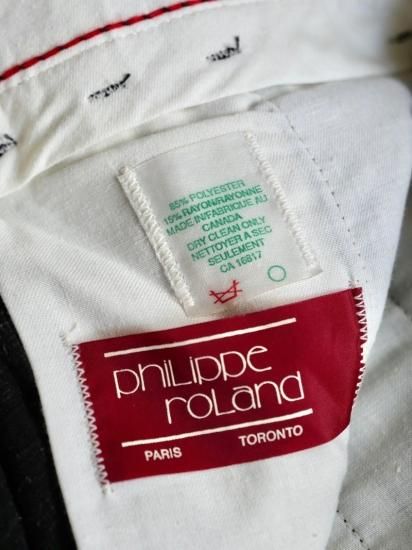 85% POLYESTER
15% RAYON/RAYONNE
MADE IN/FABRIQUE AU
CANADA
DRY CLEAN ONLY
NETTOYER A SEC
SEULEMENT
CA 16817
philippe
roland
PARIS TORONTO